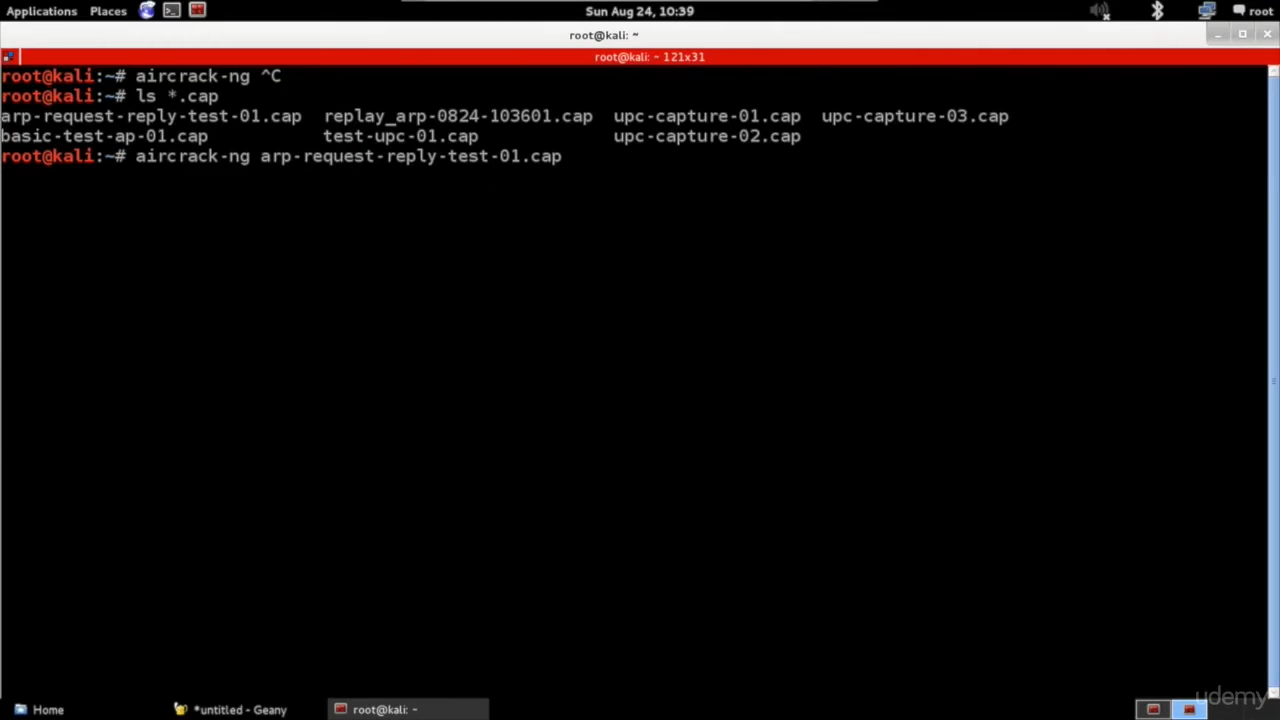 Applications Places Sun Aug 24, 10:39 root
root@kali: ~
root@kali: ~ 121x31
root@kali:~# aircrack-ng ^C
root@kali:~# ls *.cap
arp-request-reply-test-01.cap replay_arp-0824-103601.cap upc-capture-01.cap upc-capture-03.cap
basic-test-ap-01.cap test-upc-01.cap upc-capture-02.cap
root@kali:~# aircrack-ng arp-request-reply-test-01.cap
udemy
Home *untitled - Geany root@kali: ~